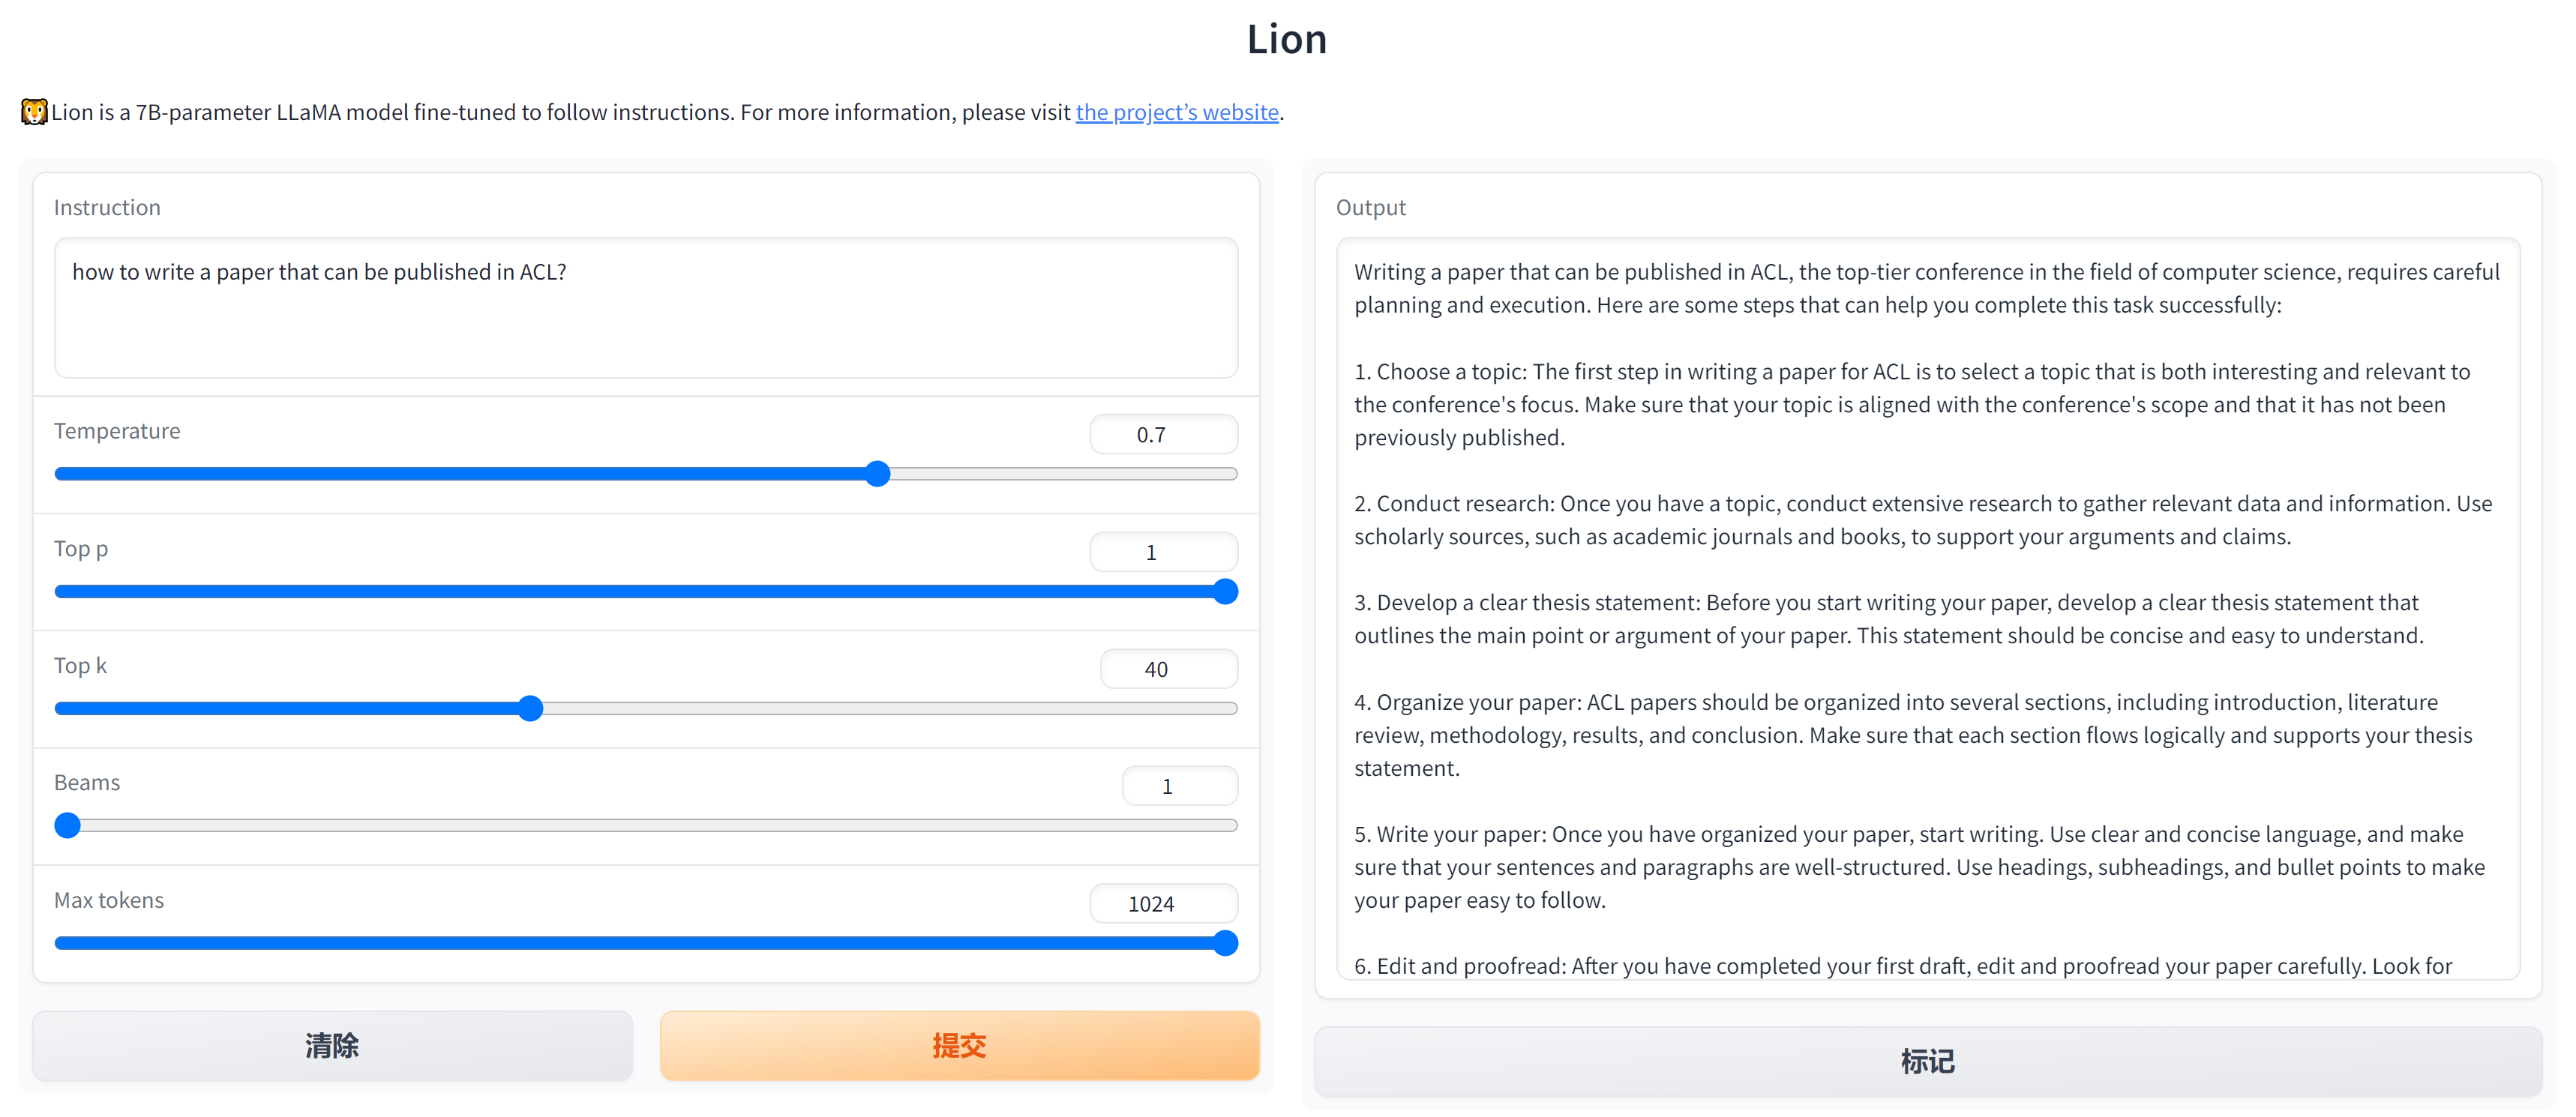 Lion
Lion is a 7B-parameter LLaMA model fine-tuned to follow instructions. For more information, please visit the project’s website.
Instruction
how to write a paper that can be published in ACL?
Temperature
0.7
Top p
1
Top k
40
Beams
1
Max tokens
1024
清除
提交
Output
Writing a paper that can be published in ACL, the top-tier conference in the field of computer science, requires careful
planning and execution. Here are some steps that can help you complete this task successfully:
1. Choose a topic: The first step in writing a paper for ACL is to select a topic that is both interesting and relevant to
the conference's focus. Make sure that your topic is aligned with the conference's scope and that it has not been
previously published.
2. Conduct research: Once you have a topic, conduct extensive research to gather relevant data and information. Use
scholarly sources, such as academic journals and books, to support your arguments and claims.
3. Develop a clear thesis statement: Before you start writing your paper, develop a clear thesis statement that
outlines the main point or argument of your paper. This statement should be concise and easy to understand.
4. Organize your paper: ACL papers should be organized into several sections, including introduction, literature
review, methodology, results, and conclusion. Make sure that each section flows logically and supports your thesis
statement.
5. Write your paper: Once you have organized your paper, start writing. Use clear and concise language, and make
sure that your sentences and paragraphs are well-structured. Use headings, subheadings, and bullet points to make
your paper easy to follow.
6. Edit and proofread: After you have completed your first draft, edit and proofread your paper carefully. Look for
标记